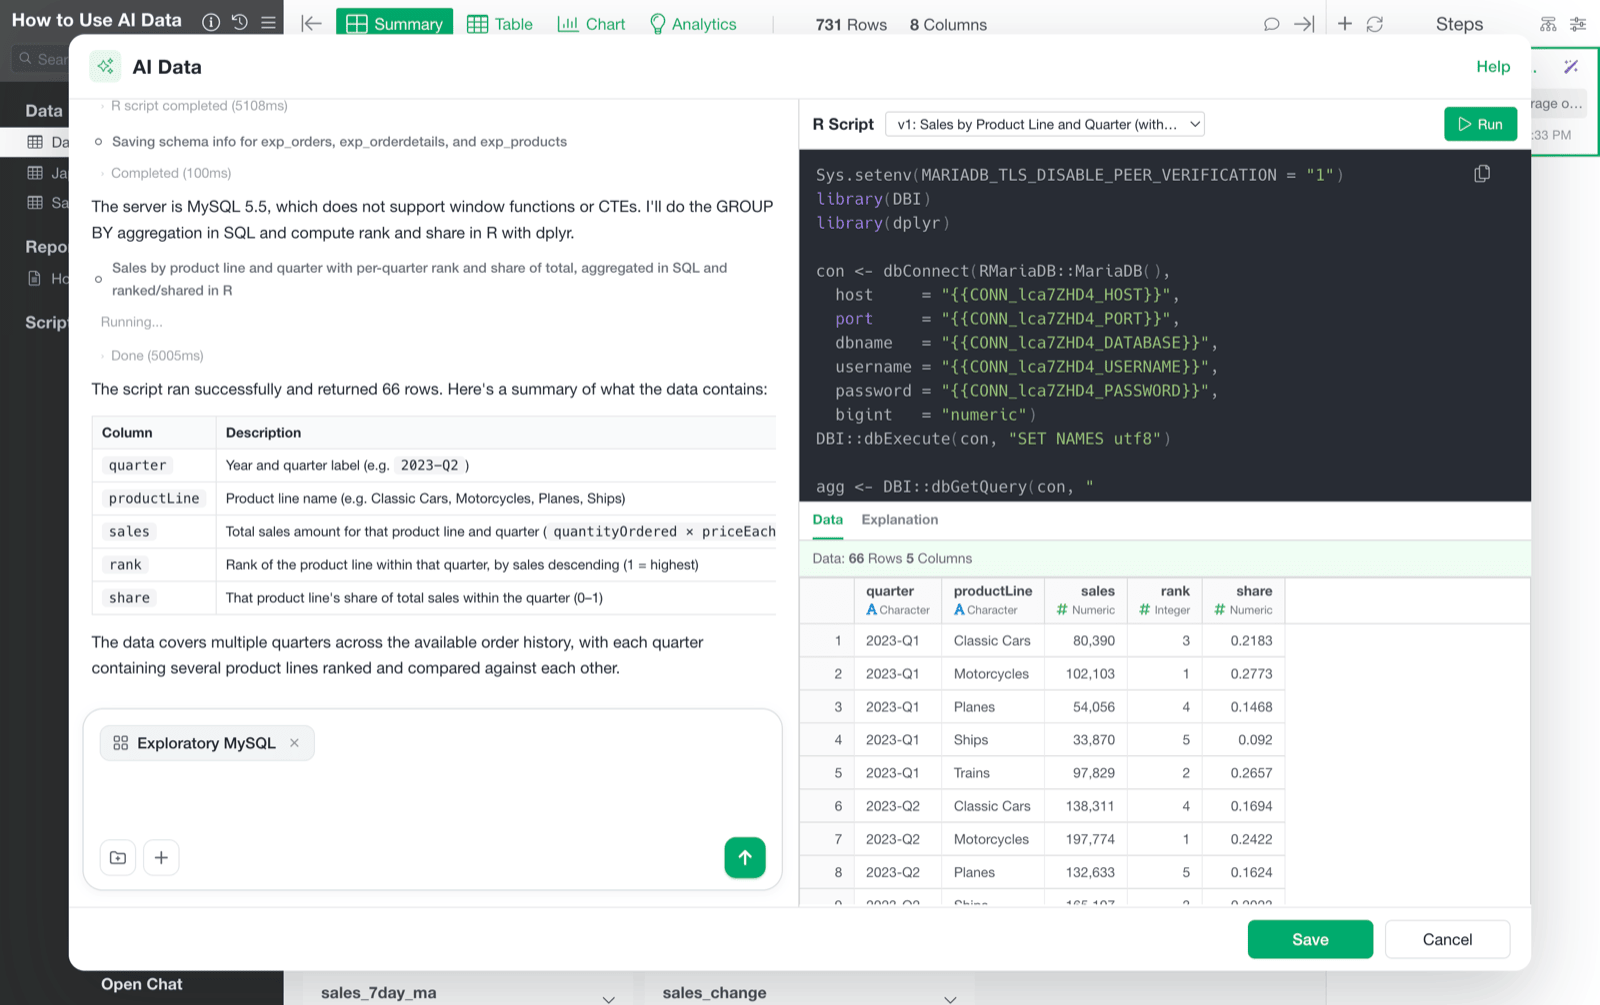 How to Use AI Data
Summary
Table
Chart
Analytics
731 Rows 8 Columns
Steps
Sear
Data
Da
Ja
Sa
Repo
Ho
Script
Open Chat
AI Data
Help
R script completed (5108ms)
Saving schema info for exp_orders, exp_orderdetails, and exp_products
Completed (100ms)
The server is MySQL 5.5, which does not support window functions or CTEs. I'll do the GROUP
BY aggregation in SQL and compute rank and share in R with dplyr.
Sales by product line and quarter with per-quarter rank and share of total, aggregated in SQL and
ranked/shared in R
Running...
Done (5005ms)
The script ran successfully and returned 66 rows. Here's a summary of what the data contains:
Column Description
quarter Year and quarter label (e.g. 2023-Q2 )
productLine Product line name (e.g. Classic Cars, Motorcycles, Planes, Ships)
sales Total sales amount for that product line and quarter ( quantityOrdered × priceEach
rank Rank of the product line within that quarter, by sales descending (1 = highest)
share That product line's share of total sales within the quarter (0–1)
The data covers multiple quarters across the available order history, with each quarter
containing several product lines ranked and compared against each other.
Exploratory MySQL ×
R Script
v1: Sales by Product Line and Quarter (with...
Run
Sys.setenv(MARIADB_TLS_DISABLE_PEER_VERIFICATION = "1")
library(DBI)
library(dplyr)
con <- dbConnect(RMariaDB::MariaDB(),
host = "{{CONN_lca7ZHD4_HOST}}",
port = "{{CONN_lca7ZHD4_PORT}}",
dbname = "{{CONN_lca7ZHD4_DATABASE}}",
username = "{{CONN_lca7ZHD4_USERNAME}}",
password = "{{CONN_lca7ZHD4_PASSWORD}}",
bigint = "numeric")
DBI::dbExecute(con, "SET NAMES utf8")
agg <- DBI::dbGetQuery(con, "
Data Explanation
Data: 66 Rows 5 Columns
quarter productLine sales rank share
A Character A Character # Numeric # Integer # Numeric
1 2023-Q1 Classic Cars 80,390 3 0.2183
2 2023-Q1 Motorcycles 102,103 1 0.2773
3 2023-Q1 Planes 54,056 4 0.1468
4 2023-Q1 Ships 33,870 5 0.092
5 2023-Q1 Trains 97,829 2 0.2657
6 2023-Q2 Classic Cars 138,311 4 0.1694
7 2023-Q2 Motorcycles 197,774 1 0.2422
8 2023-Q2 Planes 132,633 5 0.1624
Save
Cancel
rage o...
:33 PM
sales_7day_ma
sales_change